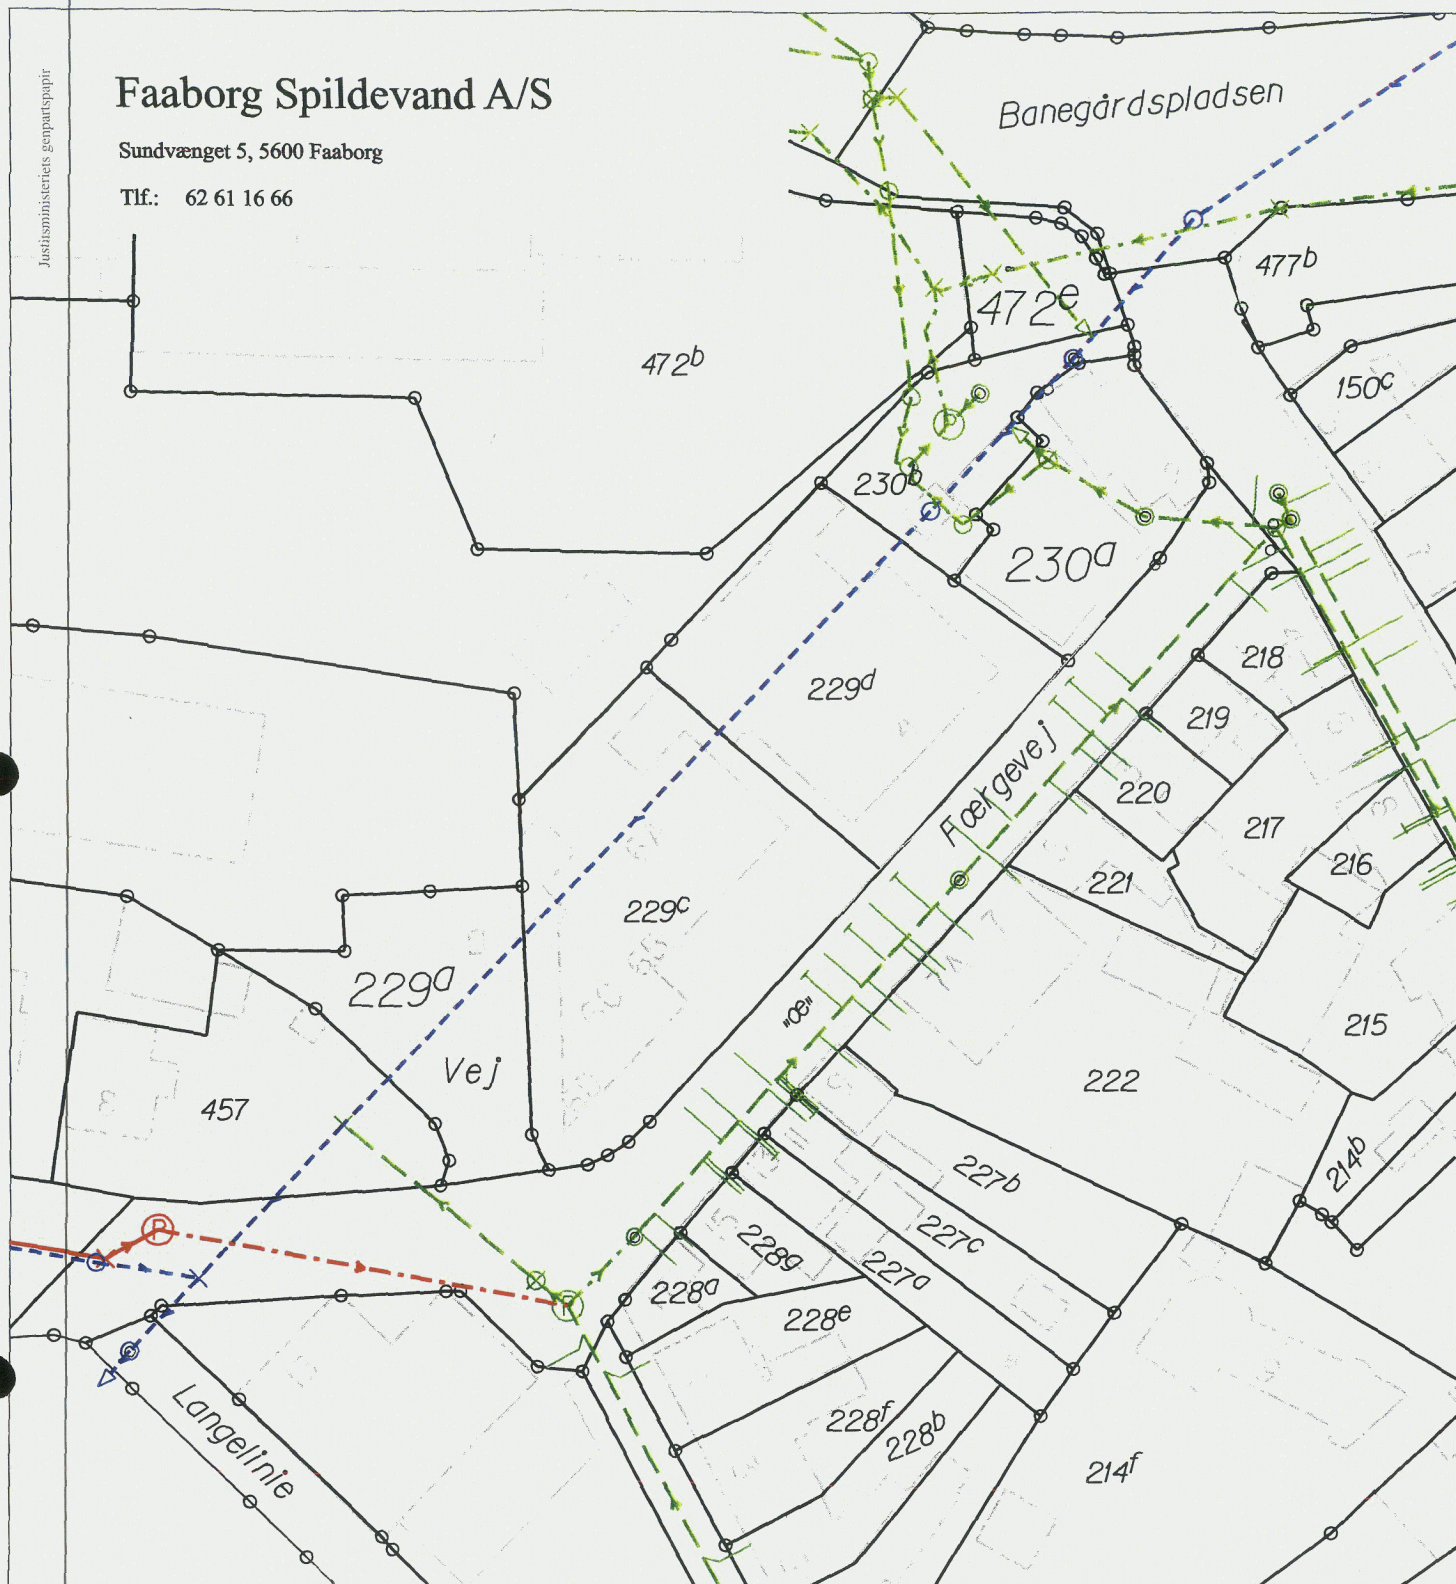 Justitsministeriets genpartspapir
Faaborg Spildevand A/S
Sundvænget 5, 5600 Faaborg
Tlf.: 62 61 16 66
Banegårdspladsen
477b
472e
472b
150c
230b
230a
218
229d
219
Færgevej
220
217
216
221
229c
229a
"oe"
215
Vej
222
457
214b
227b
P
227c
228g
227a
228a
P
228e
Langelinie
228f
228b
214f